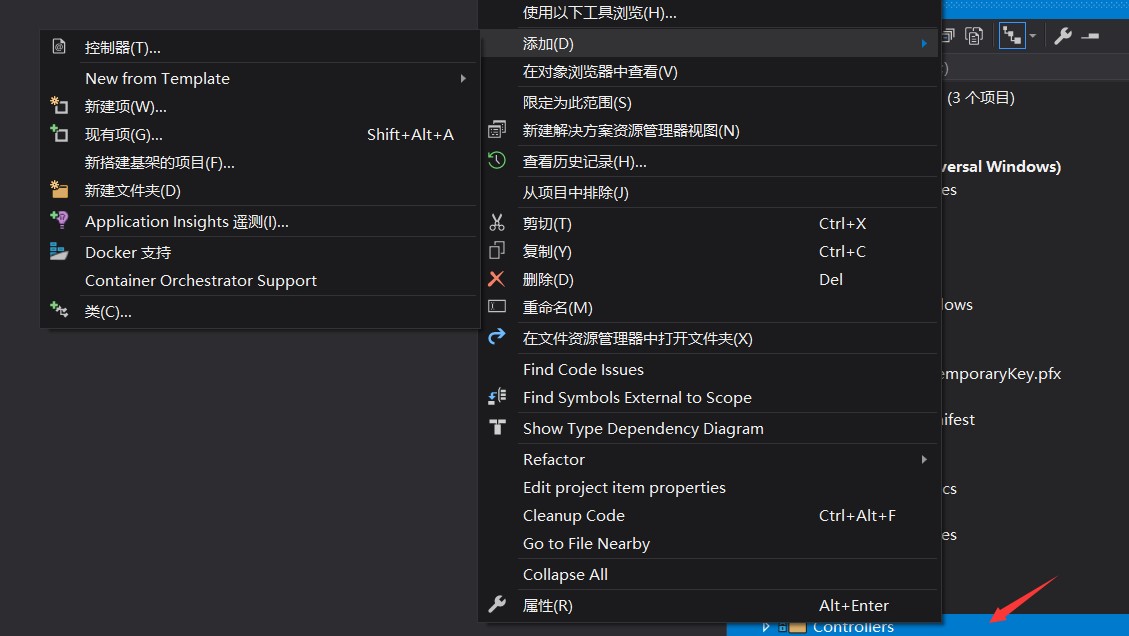 控制器(T)...
New from Template
新建项(W)...
现有项(G)... Shift+Alt+A
新搭建基架的项目(F)...
新建文件夹(D)
Application Insights 遥测(I)...
Docker 支持
Container Orchestrator Support
类(C)...
使用以下工具浏览(H)...
添加(D)
在对象浏览器中查看(V)
限定为此范围(S)
新建解决方案资源管理器视图(N)
查看历史记录(H)...
从项目中排除(J)
剪切(T) Ctrl+X
复制(Y) Ctrl+C
删除(D) Del
重命名(M)
在文件资源管理器中打开文件夹(X)
Find Code Issues
Find Symbols External to Scope
Show Type Dependency Diagram
Refactor
Edit project item properties
Cleanup Code Ctrl+Alt+F
Go to File Nearby
Collapse All
属性(R) Alt+Enter
)
(3 个项目)
versal Windows)
es
dows
emporaryKey.pfx
nifest
cs
es
Controllers